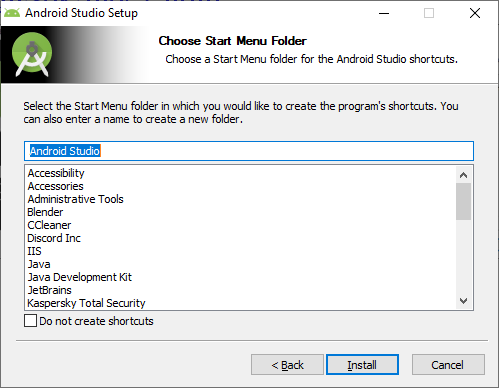 Android Studio Setup
Choose Start Menu Folder
Choose a Start Menu folder for the Android Studio shortcuts.
Select the Start Menu folder in which you would like to create the program's shortcuts. You
can also enter a name to create a new folder.
Android Studio
Accessibility
Accessories
Administrative Tools
Blender
CCleaner
Discord Inc
IIS
Java
Java Development Kit
JetBrains
Kaspersky Total Security
Do not create shortcuts
< Back
Install
Cancel